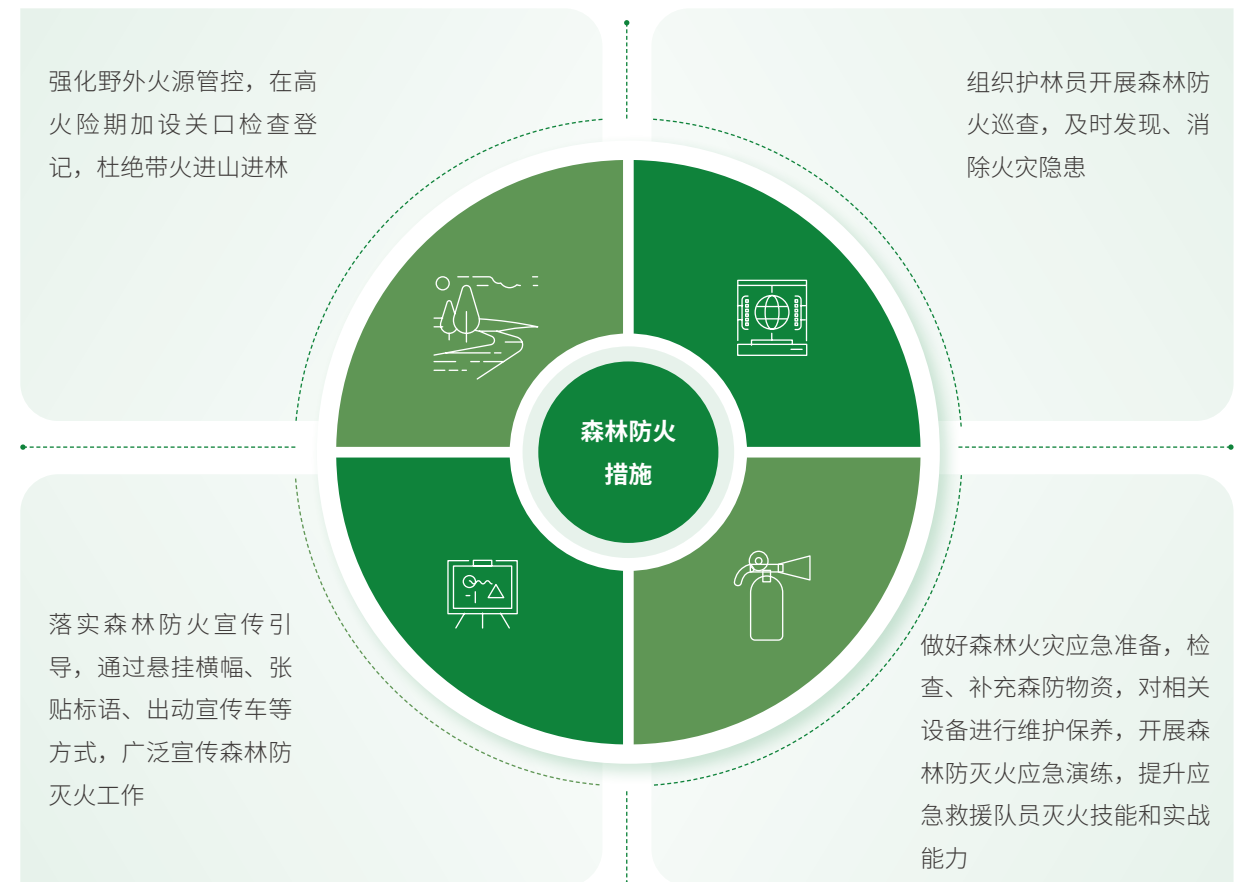 强化野外火源管控，在高
火险期加设关口检查登
记，杜绝带火进山进林
组织护林员开展森林防
火巡查，及时发现、消
除火灾隐患
森林防火
措施
落实森林防火宣传引
导，通过悬挂横幅、张
贴标语、出动宣传车等
方式，广泛宣传森林防
灭火工作
做好森林火灾应急准备，检
查、补充森防物资，对相关
设备进行维护保养，开展森
林防灭火应急演练，提升应
急救援队员灭火技能和实战
能力